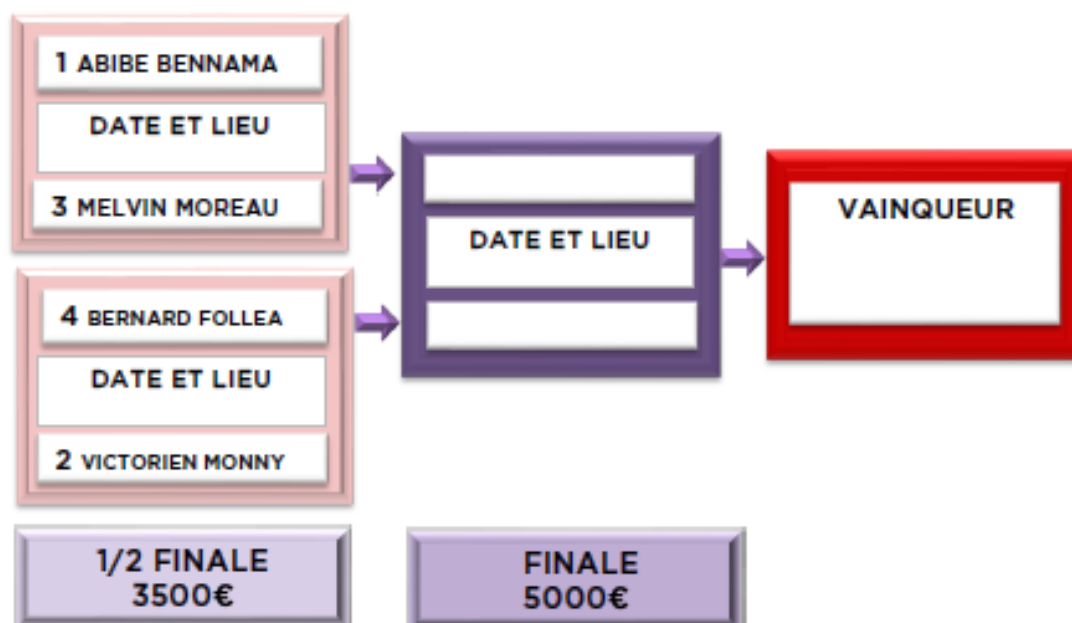 1 ABIBE BENNAMA
DATE ET LIEU
3 MELVIN MOREAU
4 BERNARD FOLLEA
DATE ET LIEU
2 VICTORIEN MONNY
DATE ET LIEU
VAINQUEUR
1/2 FINALE
3500€
FINALE
5000€